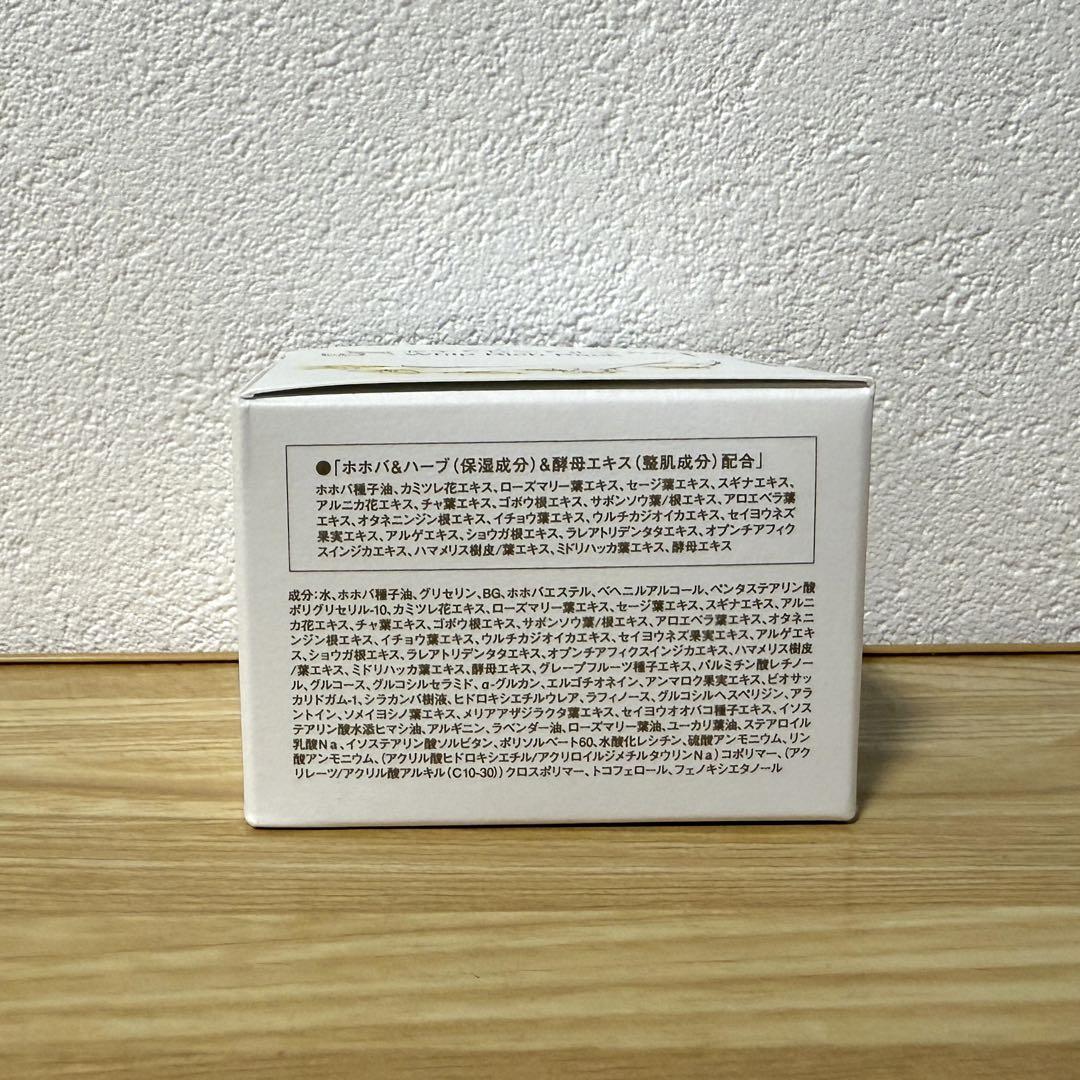 ●「ホホバ&ハーブ(保湿成分)&酵母エキス(整肌成分)配合」
ホホバ種子油、カミツレ花エキス、ローズマリー葉エキス、セージ葉エキス、スギナエキス、
アルニカ花エキス、チャ葉エキス、ゴボウ根エキス、サボンソウ葉/根エキス、アロエベラ葉
エキス、オタネニンジン根エキス、イチョウ葉エキス、ウルチカジオイカエキス、セイヨウネズ
果実エキス、アルゲエキス、ショウガ根エキス、ラレアトリデンタタエキス、オプンチアフィク
スインジカエキス、ハマメリス樹皮/葉エキス、ミドリハッカ葉エキス、酵母エキス
成分:水、ホホバ種子油、グリセリン、BG、ホホバエステル、ベヘニルアルコール、ペンタステアリン酸
ポリグリセリル-10、カミツレ花エキス、ローズマリー葉エキス、セージ葉エキス、スギナエキス、アルニ
カ花エキス、チャ葉エキス、ゴボウ根エキス、サボンソウ葉/根エキス、アロエベラ葉エキス、オタネニ
ンジン根エキス、イチョウ葉エキス、ウルチカジオイカエキス、セイヨウネズ果実エキス、アルゲエキ
ス、ショウガ根エキス、ラレアトリデンタタエキス、オプンチアフィクスインジカエキス、ハマメリス樹皮
/葉エキス、ミドリハッカ葉エキス、酵母エキス、グレープフルーツ種子エキス、パルミチン酸レチノー
ル、グルコース、グルコシルセラミド、α-グルカン、エルゴチオネイン、アンマロク果実エキス、ビオサッ
カリドガム-1、シラカンバ樹液、ヒドロキシエチルウレア、ラフィノース、グルコシルヘスペリジン、アラ
ントイン、ソメイヨシノ葉エキス、メリアアザジラクタ葉エキス、セイヨウオオバコ種子エキス、イソス
テアリン酸水添ヒマシ油、アルギニン、ラベンダー油、ローズマリー葉油、ユーカリ葉油、ステアロイル
乳酸Na、イソステアリン酸ソルビタン、ポリソルベート60、水酸化レシチン、硫酸アンモニウム、リン
酸アンモニウム、(アクリル酸ヒドロキシエチル/アクリロイルジメチルタウリンNa)コポリマー、(アク
リレーツ/アクリル酸アルキル(C10-30))クロスポリマー、トコフェロール、フェノキシエタノール